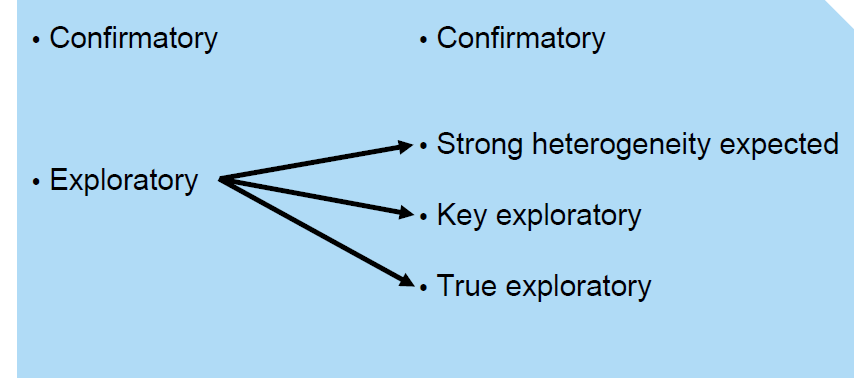 • Confirmatory
• Exploratory
• Confirmatory
• Strong heterogeneity expected
• Key exploratory
• True exploratory